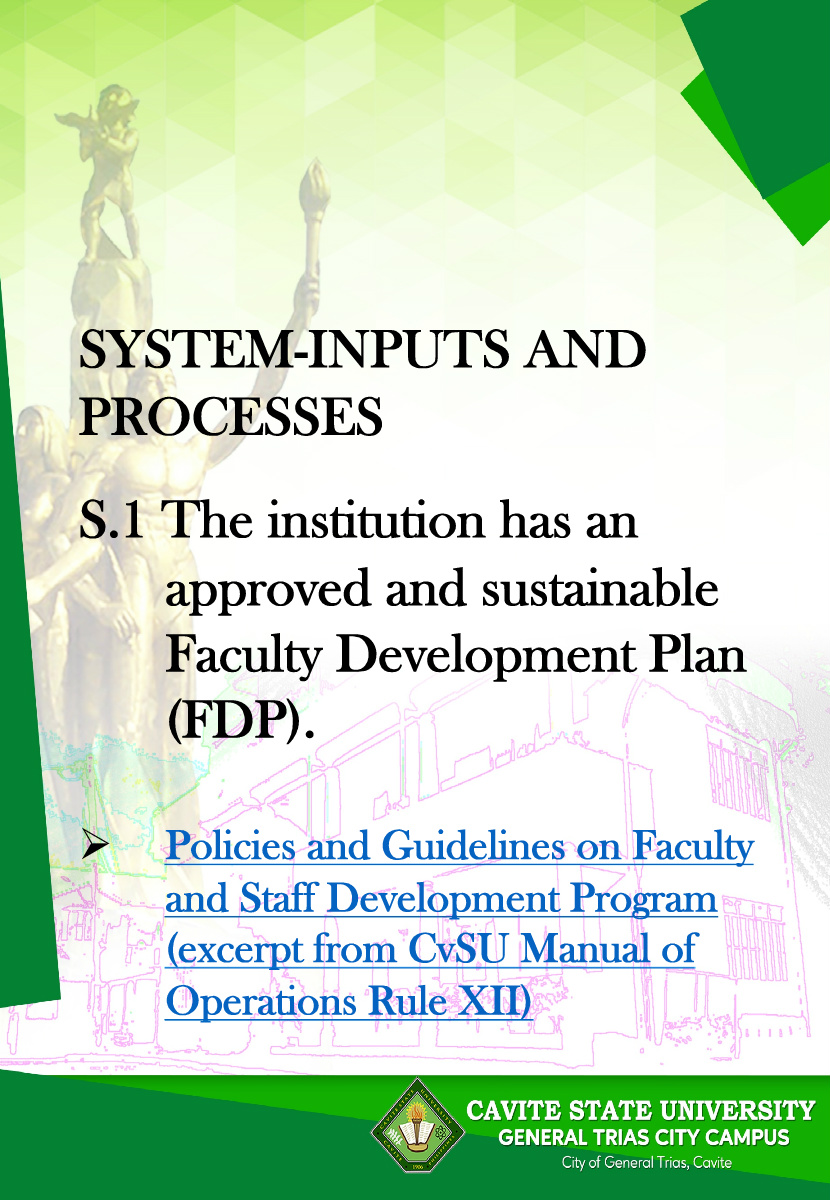 SYSTEM-INPUTS AND
PROCESSES
S.1 The institution has an
approved and sustainable
Faculty Development Plan
(FDP).
➢ Policies and Guidelines on Faculty
and Staff Development Program
(excerpt from CvSU Manual of
Operations Rule XII)
CAVITE STATE UNIVERSITY
GENERAL TRIAS CITY CAMPUS
City of General Trias, Cavite
1906